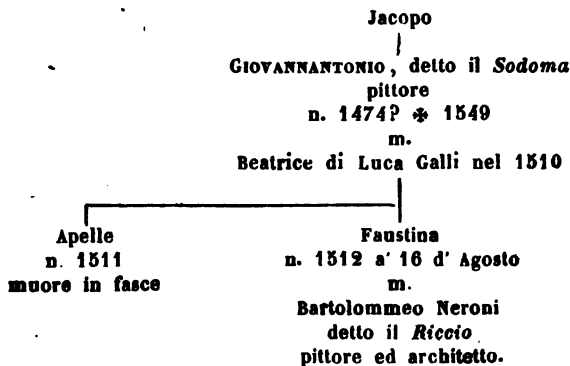 Jacopo
GIOVANNANTONIO, detto il Sodoma
pittore
n. 1474? ✠ 1549
m.
Beatrice di Luca Galli nel 1510
Apelle
n. 1511
muore in fasce
Faustina
n. 1512 a' 16 d' Agosto
m.
Bartolommeo Neroni
detto il Riccio
pittore ed architetto.